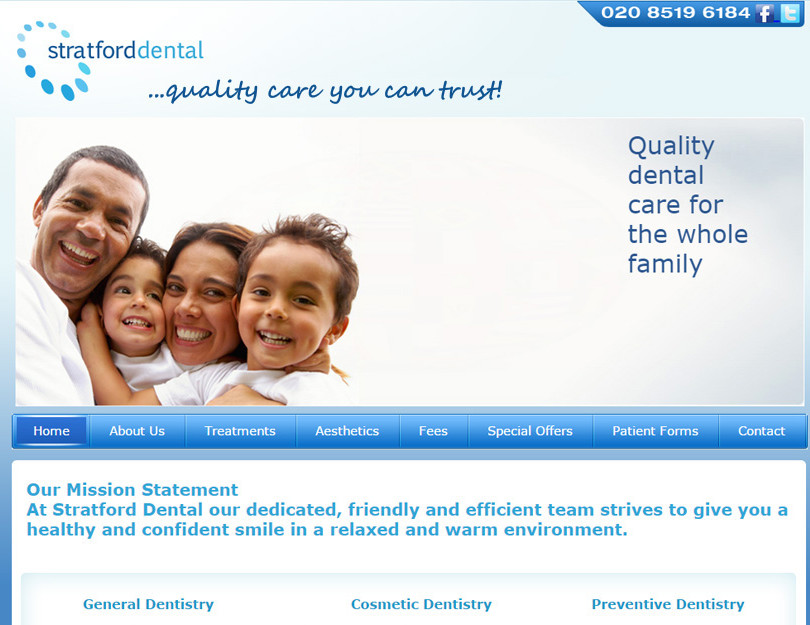 020 8519 6184
stratforddental
...quality care you can trust!
Quality
dental
care for
the whole
family
Home About Us Treatments Aesthetics Fees Special Offers Patient Forms Contact
Our Mission Statement
At Stratford Dental our dedicated, friendly and efficient team strives to give you a
healthy and confident smile in a relaxed and warm environment.
General Dentistry Cosmetic Dentistry Preventive Dentistry